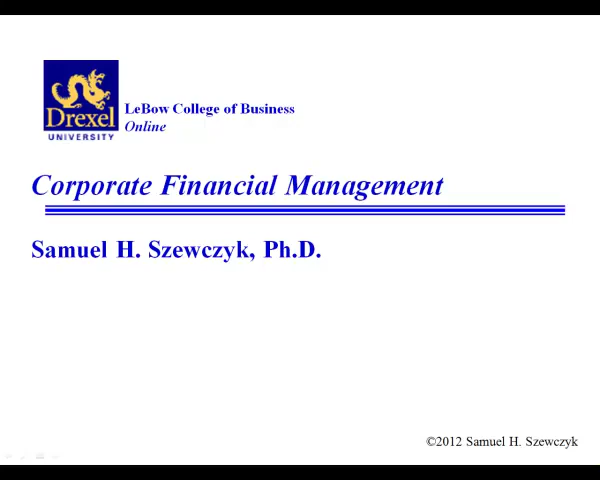 Drexel
UNIVERSITY
LeBow College of Business
Online
Corporate Financial Management
Samuel H. Szewczyk, Ph.D.
©2012 Samuel H. Szewczyk